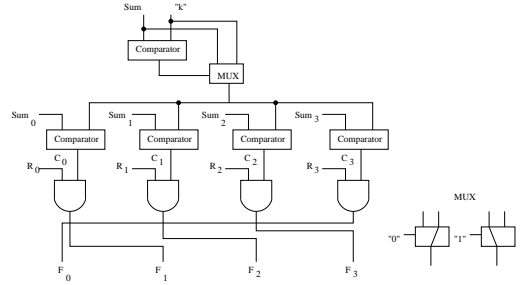 Sum "k"
Comparator
MUX
Sum 0 Sum 1 Sum 2 Sum 3
Comparator Comparator Comparator Comparator
C 0 C 1 C 2 C 3
R 0 R 1 R 2 R 3
MUX
"0" "1"
F 0 F 1 F 2 F 3